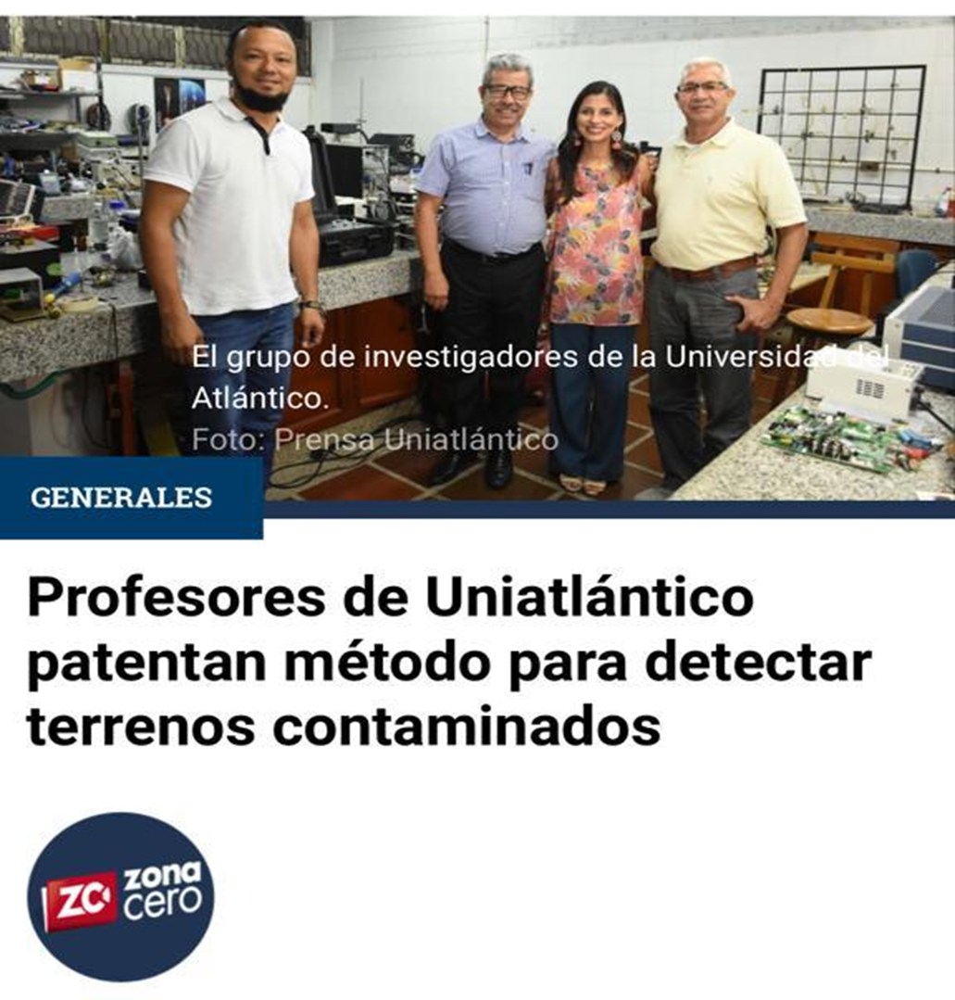 El grupo de investigadores de la Universidad del
Atlántico.
Foto: Prensa Uniatlántico
GENERALES
Profesores de Uniatlántico
patentan método para detectar
terrenos contaminados
ZC zona
cero